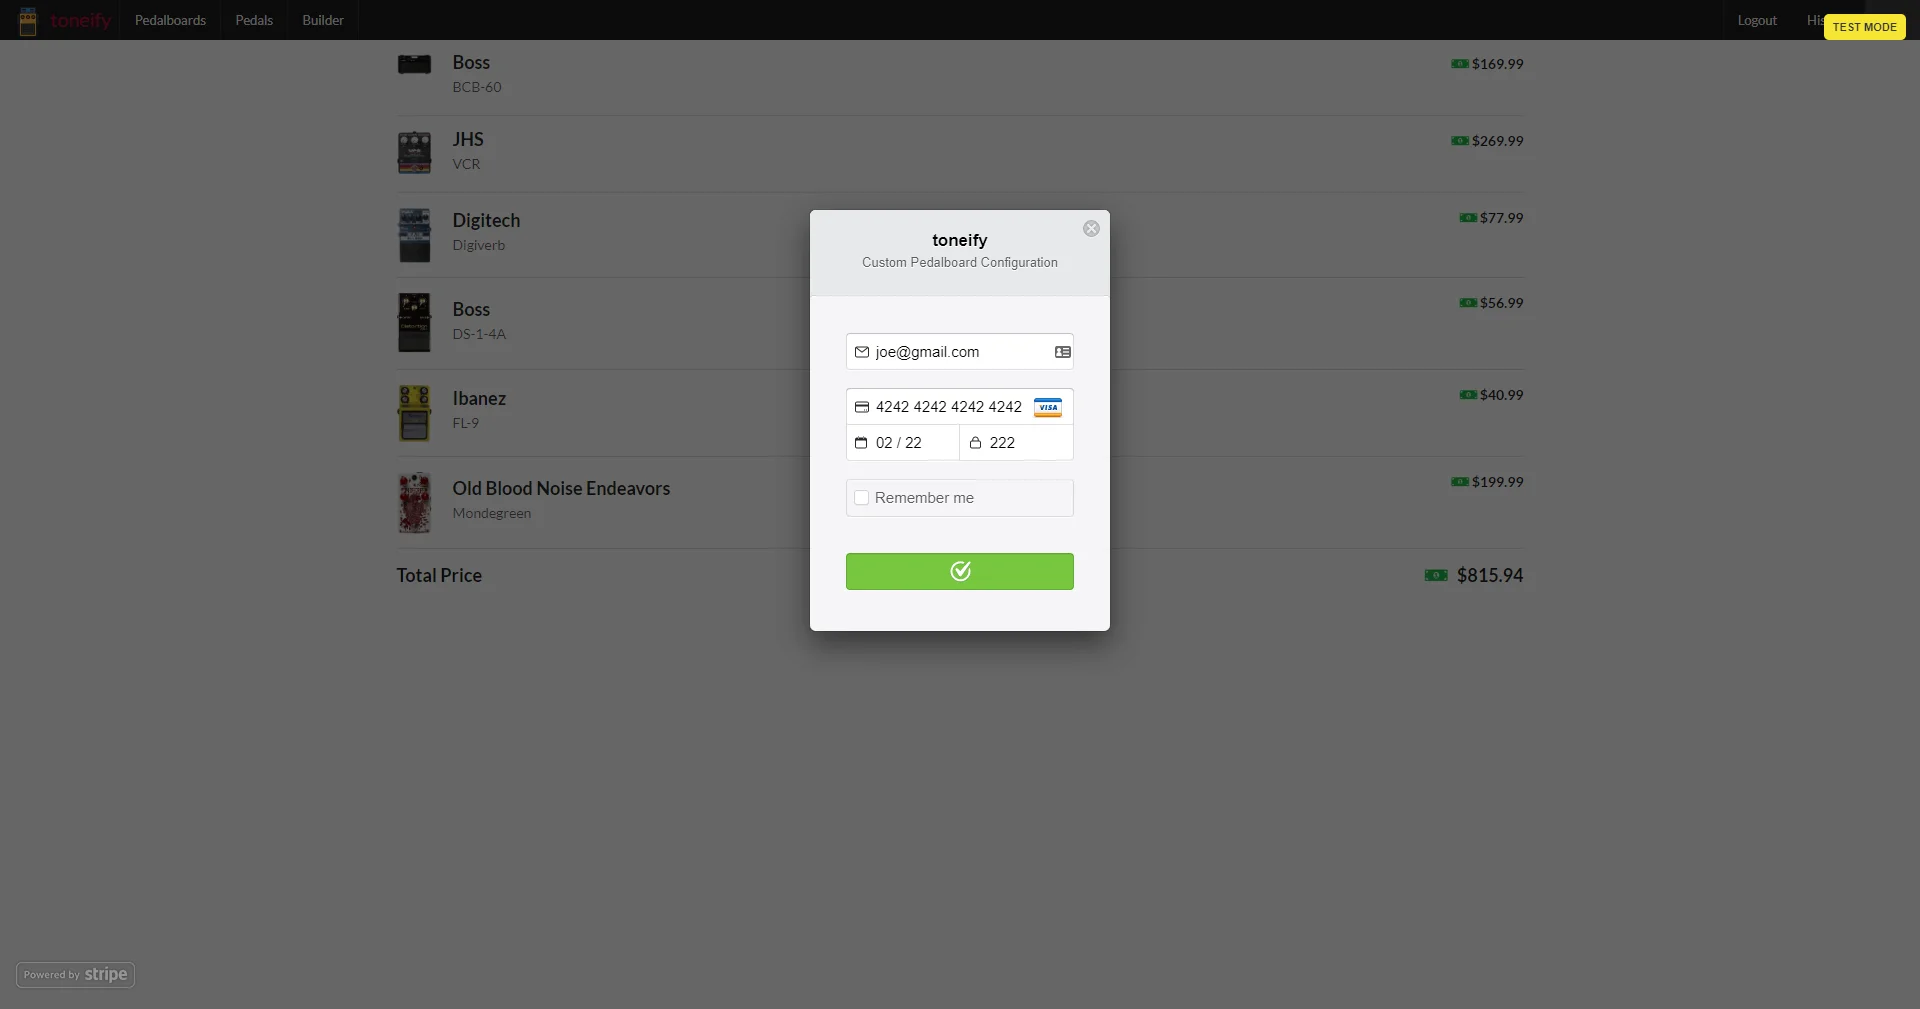 toneify Pedalboards Pedals Builder Logout His
TEST MODE
Boss $169.99
BCB-60
JHS $269.99
VCR
Digitech $77.99
Digiverb
Boss $56.99
DS-1-4A
Ibanez $40.99
FL-9
Old Blood Noise Endeavors $199.99
Mondegreen
Total Price $815.94
toneify
Custom Pedalboard Configuration
joe@gmail.com
4242 4242 4242 4242 VISA
02 / 22 222
Remember me
Powered by stripe